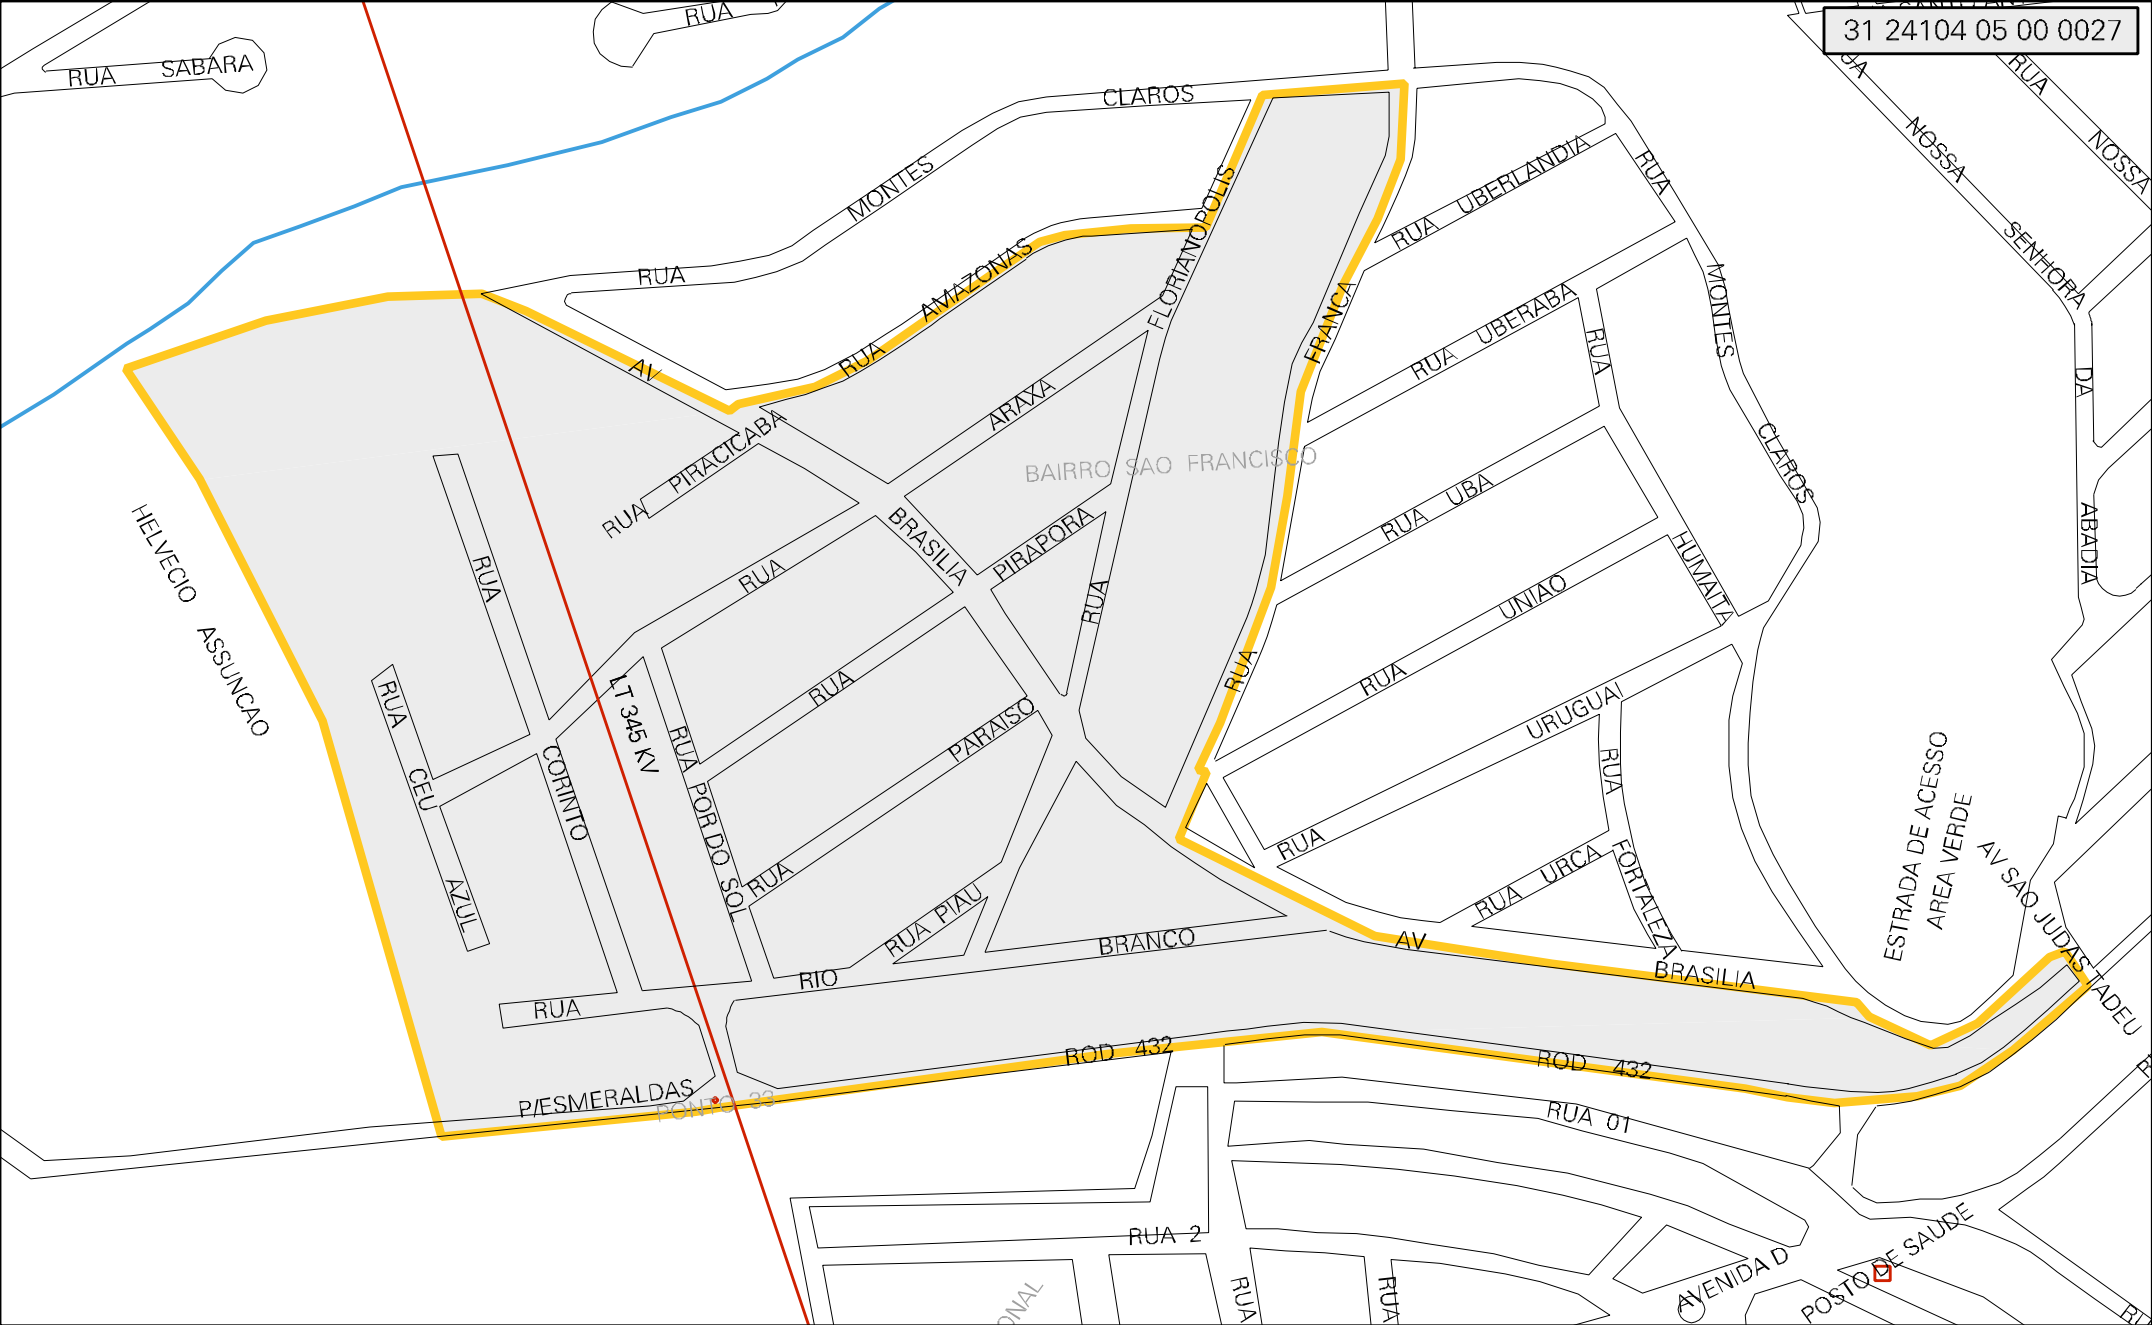 31 24104 05 00 0027
RUA
RUA SABARA
CLAROS
MONTES
RUA
RUA AMAZONAS
AV
RUA FLORIANOPOLIS
RUA FRANCA
RUA UBERLANDIA
RUA
MONTES
CLAROS
RUA
NOSSA
NOSSA
SENHORA
DA
ABADIA
RUA UBERABA
RUA
HUMAITA
RUA UBA
RUA UNIAO
RUA URUGUAI
RUA
FORTALEZA
RUA URCA
BAIRRO SAO FRANCISCO
ARAXA
PIRAPORA
RUA PIRACICABA
BRASILIA
RUA
RUA
RUA PARAISO
RUA PIAU
RUA
CORINTO
RUA
CEU
AZUL
LT 345 KV
RUA POR DO SOL
HELVECIO ASSUNCAO
RUA
RIO
BRANCO
AV
BRASILIA
ESTRADA DE ACESSO
AREA VERDE
AV SAO JUDAS TADEU
ROD 432
ROD 432
P/ESMERALDAS
PONTO 33
RUA 01
RUA 2
RUA
RUA
ONAL
AVENIDA D
POSTO DE SAUDE